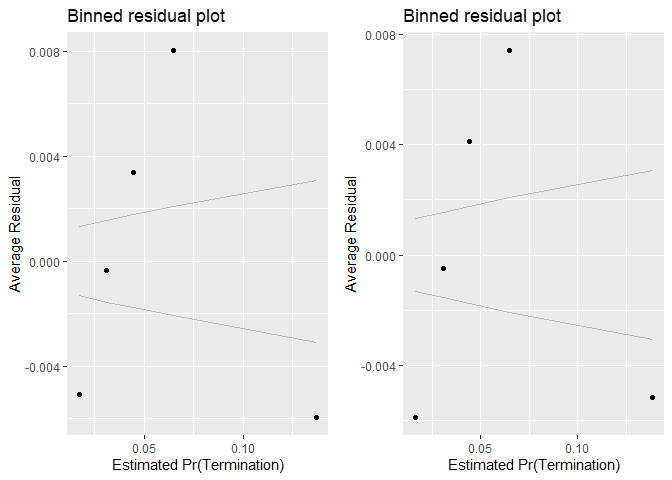 Binned residual plot
0.008
0.004
0.000
-0.004
Average Residual
0.05 0.10
Estimated Pr(Termination)
Binned residual plot
0.008
0.004
0.000
-0.004
Average Residual
0.05 0.10
Estimated Pr(Termination)